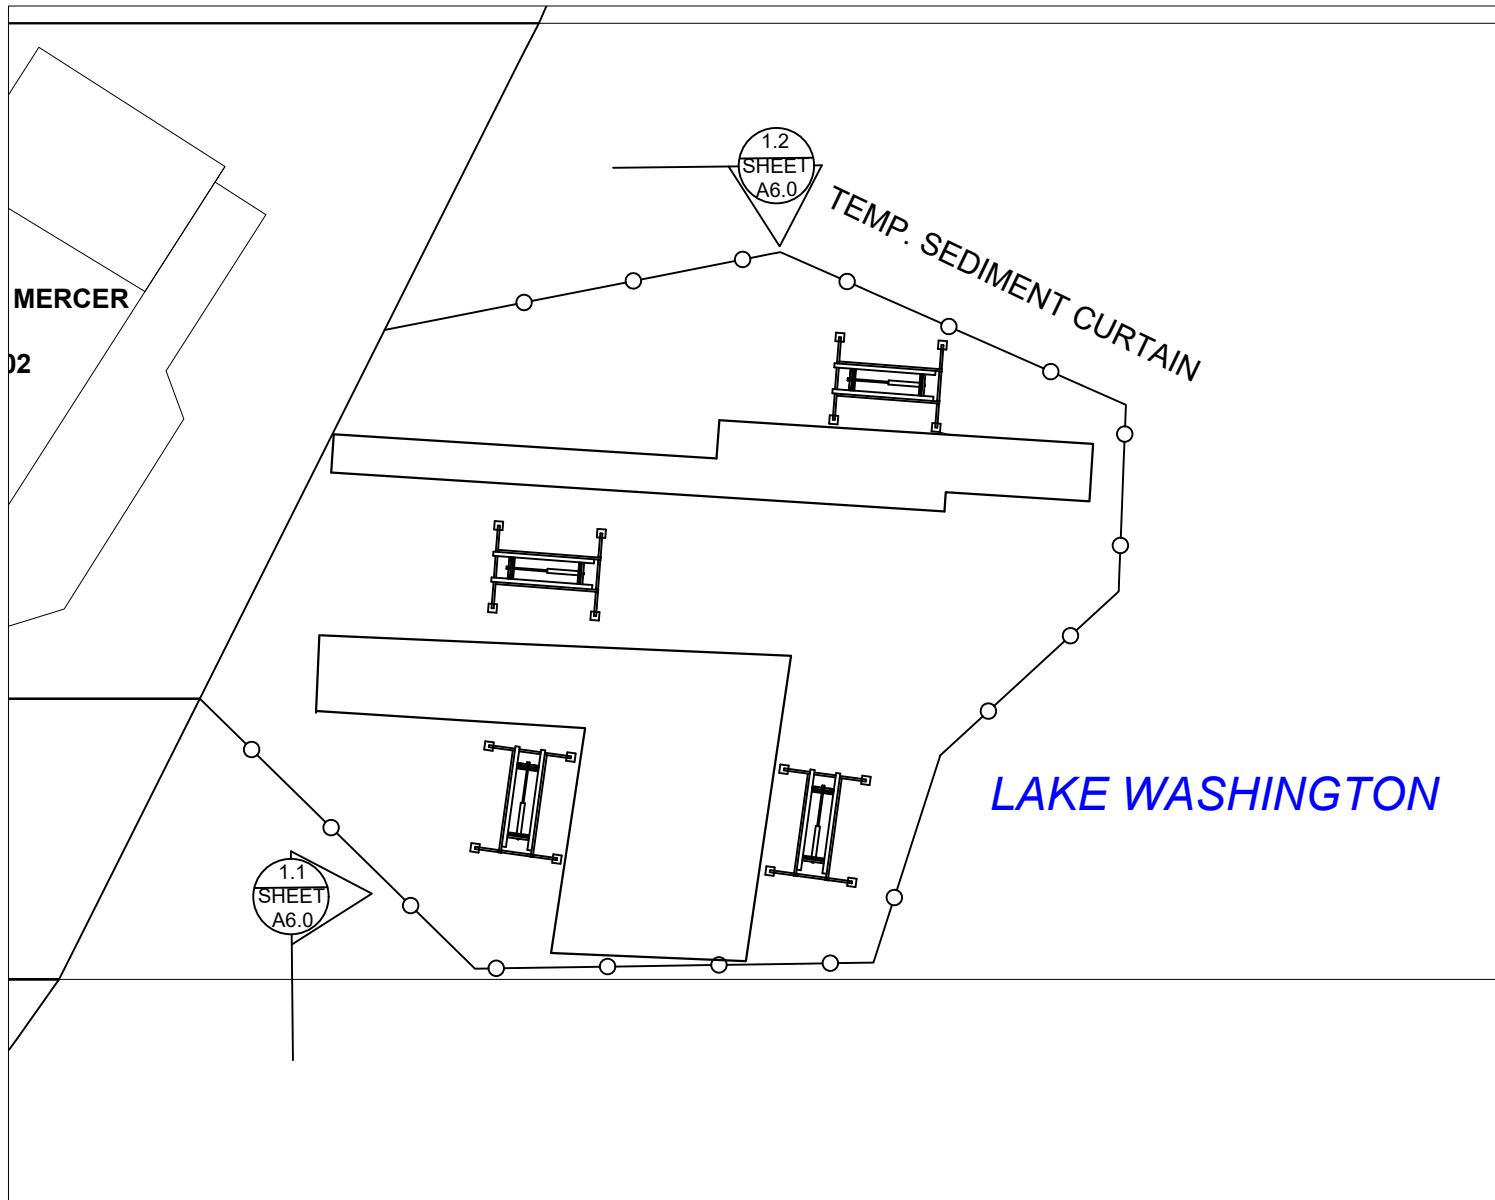 1.2
SHEET
A6.0
TEMP. SEDIMENT CURTAIN
MERCER
02
LAKE WASHINGTON
1.1
SHEET
A6.0